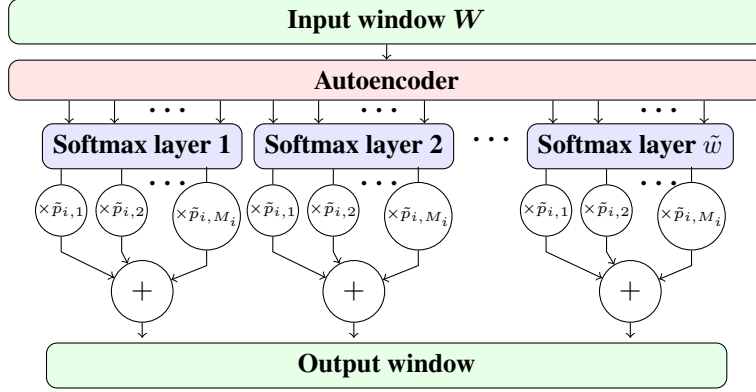 Input window W
Autoencoder
... ... ...
Softmax layer 1 Softmax layer 2 ... Softmax layer w̃
... ... ...
×p̃i,1 ×p̃i,2 ×p̃i,Mi ×p̃i,1 ×p̃i,2 ×p̃i,Mi ×p̃i,1 ×p̃i,2 ×p̃i,Mi
+ + +
Output window